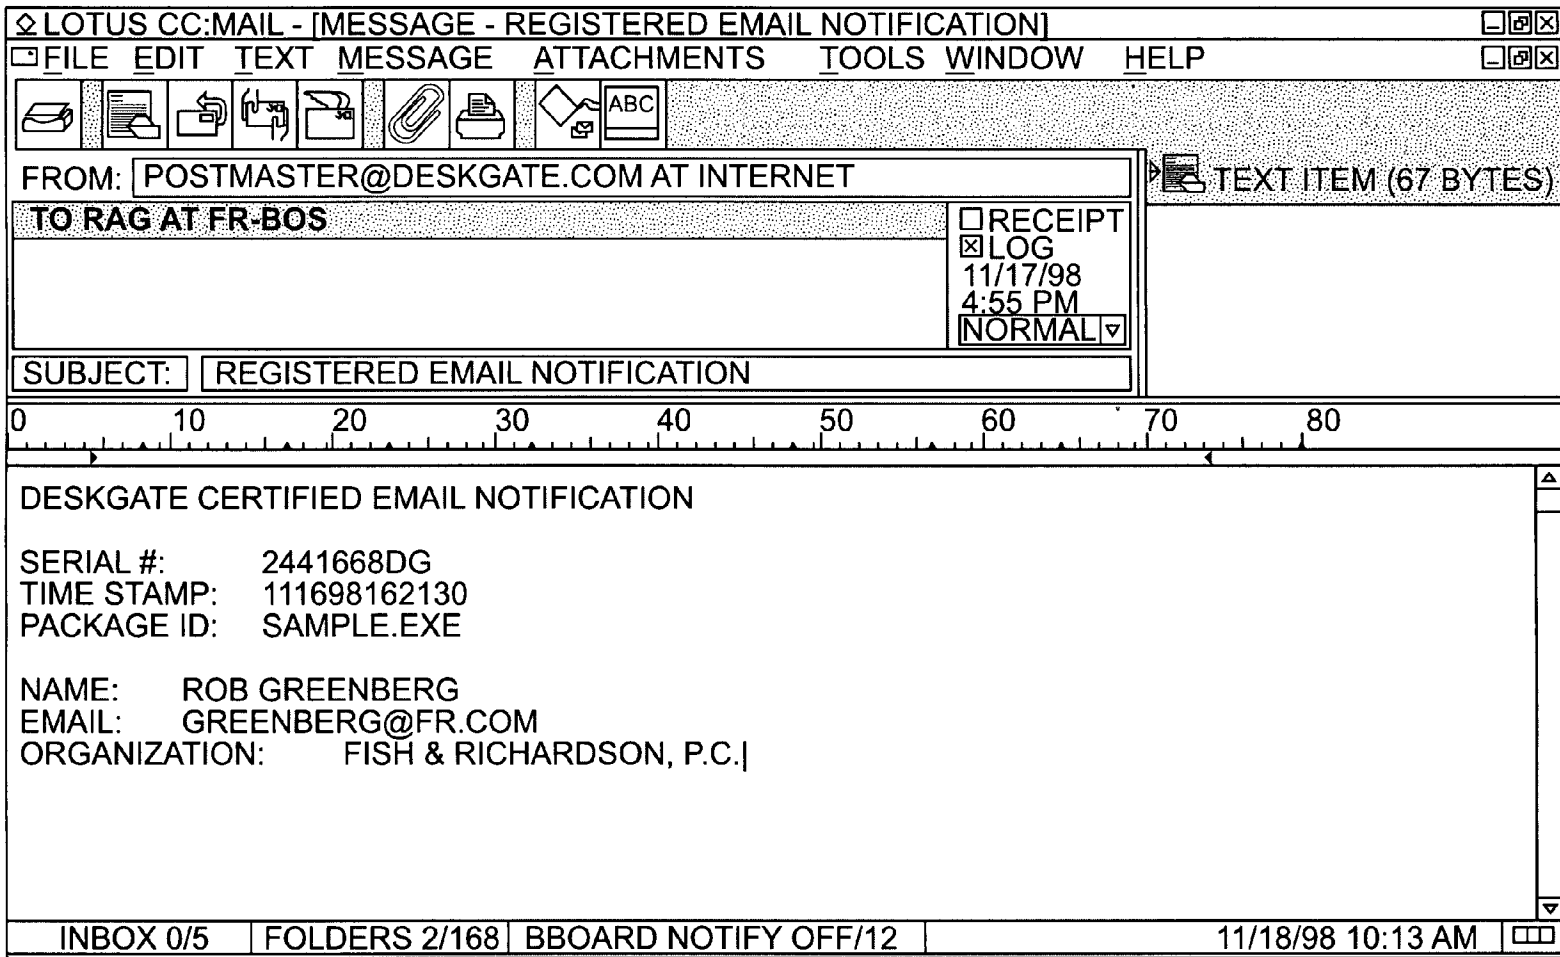 LOTUS CC:MAIL - [MESSAGE - REGISTERED EMAIL NOTIFICATION]
FILE EDIT TEXT MESSAGE ATTACHMENTS TOOLS WINDOW HELP
ABC
FROM: POSTMASTER@DESKGATE.COM AT INTERNET
TEXT ITEM (67 BYTES)
TO RAG AT FR-BOS
RECEIPT
LOG
11/17/98
4:55 PM
NORMAL
SUBJECT: REGISTERED EMAIL NOTIFICATION
0 10 20 30 40 50 60 70 80
DESKGATE CERTIFIED EMAIL NOTIFICATION
SERIAL #: 2441668DG
TIME STAMP: 111698162130
PACKAGE ID: SAMPLE.EXE
NAME: ROB GREENBERG
EMAIL: GREENBERG@FR.COM
ORGANIZATION: FISH & RICHARDSON, P.C.
INBOX 0/5 FOLDERS 2/168 BBOARD NOTIFY OFF/12 11/18/98 10:13 AM